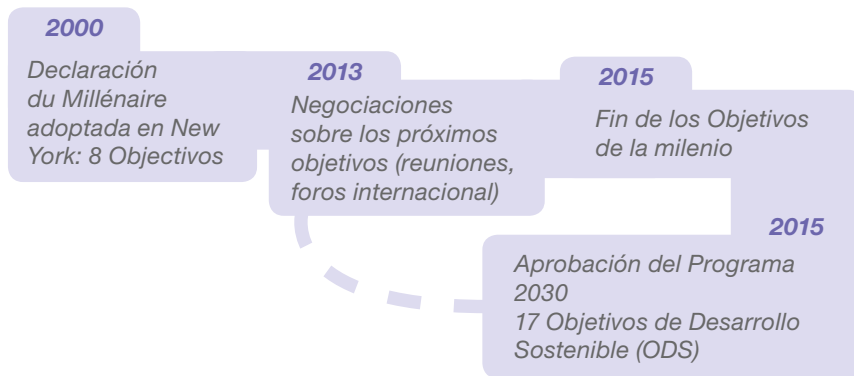 2000
Declaración
du Millénaire
adoptada en New
York: 8 Objectivos
2013
Negociaciones
sobre los próximos
objetivos (reuniones,
foros internacional)
2015
Fin de los Objetivos
de la milenio
2015
Aprobación del Programa
2030
17 Objetivos de Desarrollo
Sostenible (ODS)